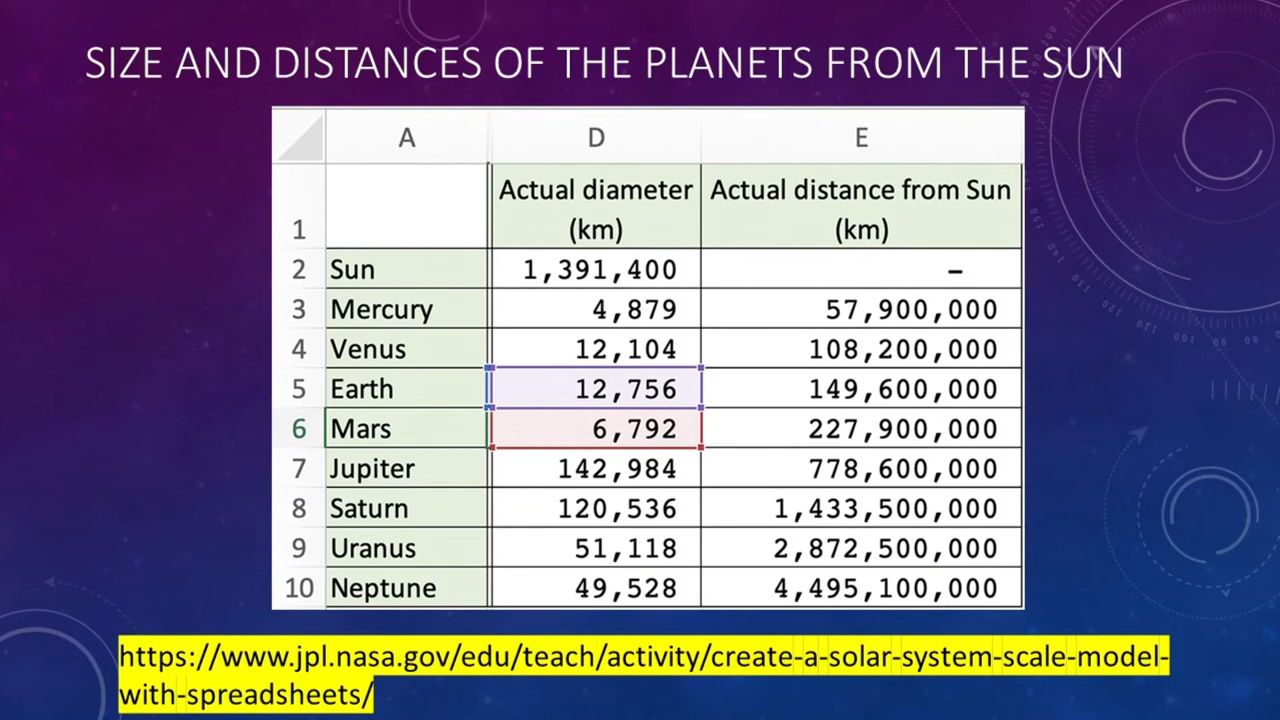 SIZE AND DISTANCES OF THE PLANETS FROM THE SUN
A D E
1 Actual diameter (km) Actual distance from Sun (km)
2 Sun 1,391,400 –
3 Mercury 4,879 57,900,000
4 Venus 12,104 108,200,000
5 Earth 12,756 149,600,000
6 Mars 6,792 227,900,000
7 Jupiter 142,984 778,600,000
8 Saturn 120,536 1,433,500,000
9 Uranus 51,118 2,872,500,000
10 Neptune 49,528 4,495,100,000
https://www.jpl.nasa.gov/edu/teach/activity/create-a-solar-system-scale-model-
with-spreadsheets/